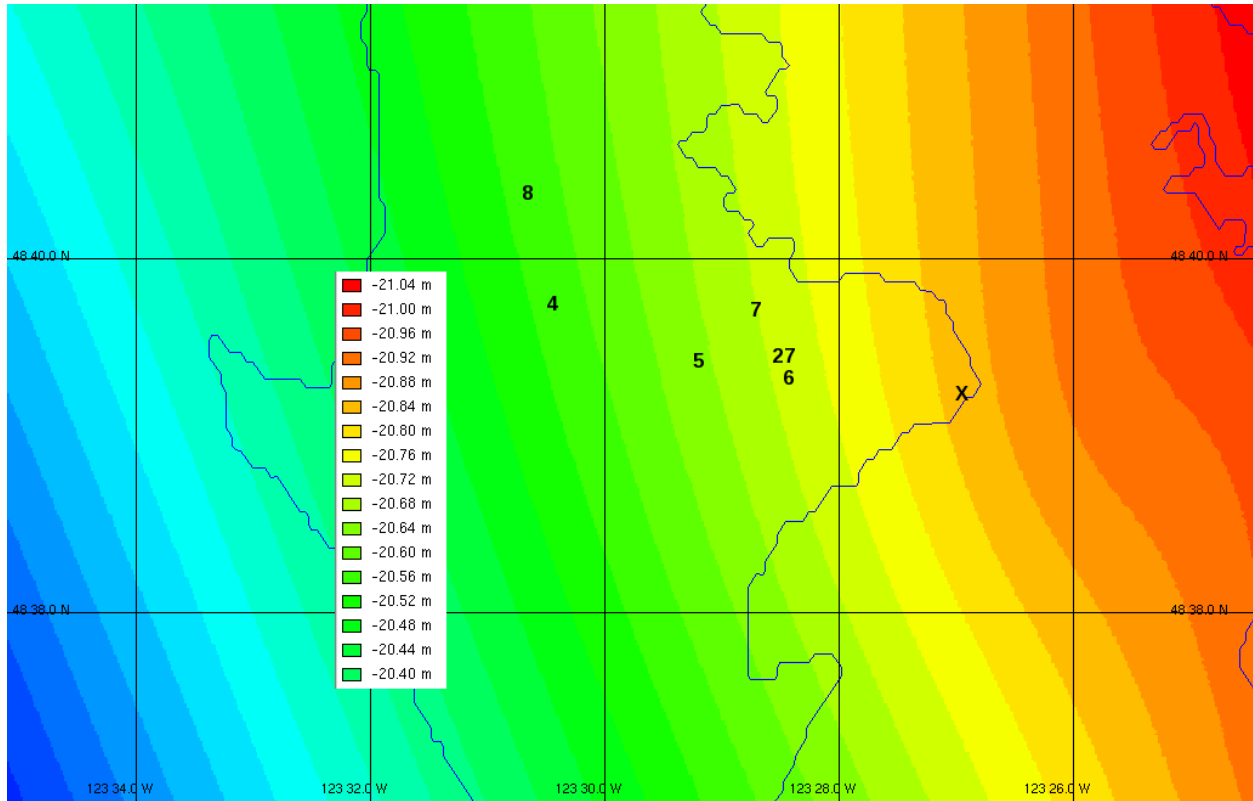 8
48 40.0 N
48 40.0 N
-21.04 m
-21.00 m
-20.96 m
-20.92 m
-20.88 m
-20.84 m
-20.80 m
-20.76 m
-20.72 m
-20.68 m
-20.64 m
-20.60 m
-20.56 m
-20.52 m
-20.48 m
-20.44 m
-20.40 m
4
7
5
27
6
X
48 38.0 N
48 38.0 N
123 34.0 W
123 32.0 W
123 30.0 W
123 28.0 W
123 26.0 W